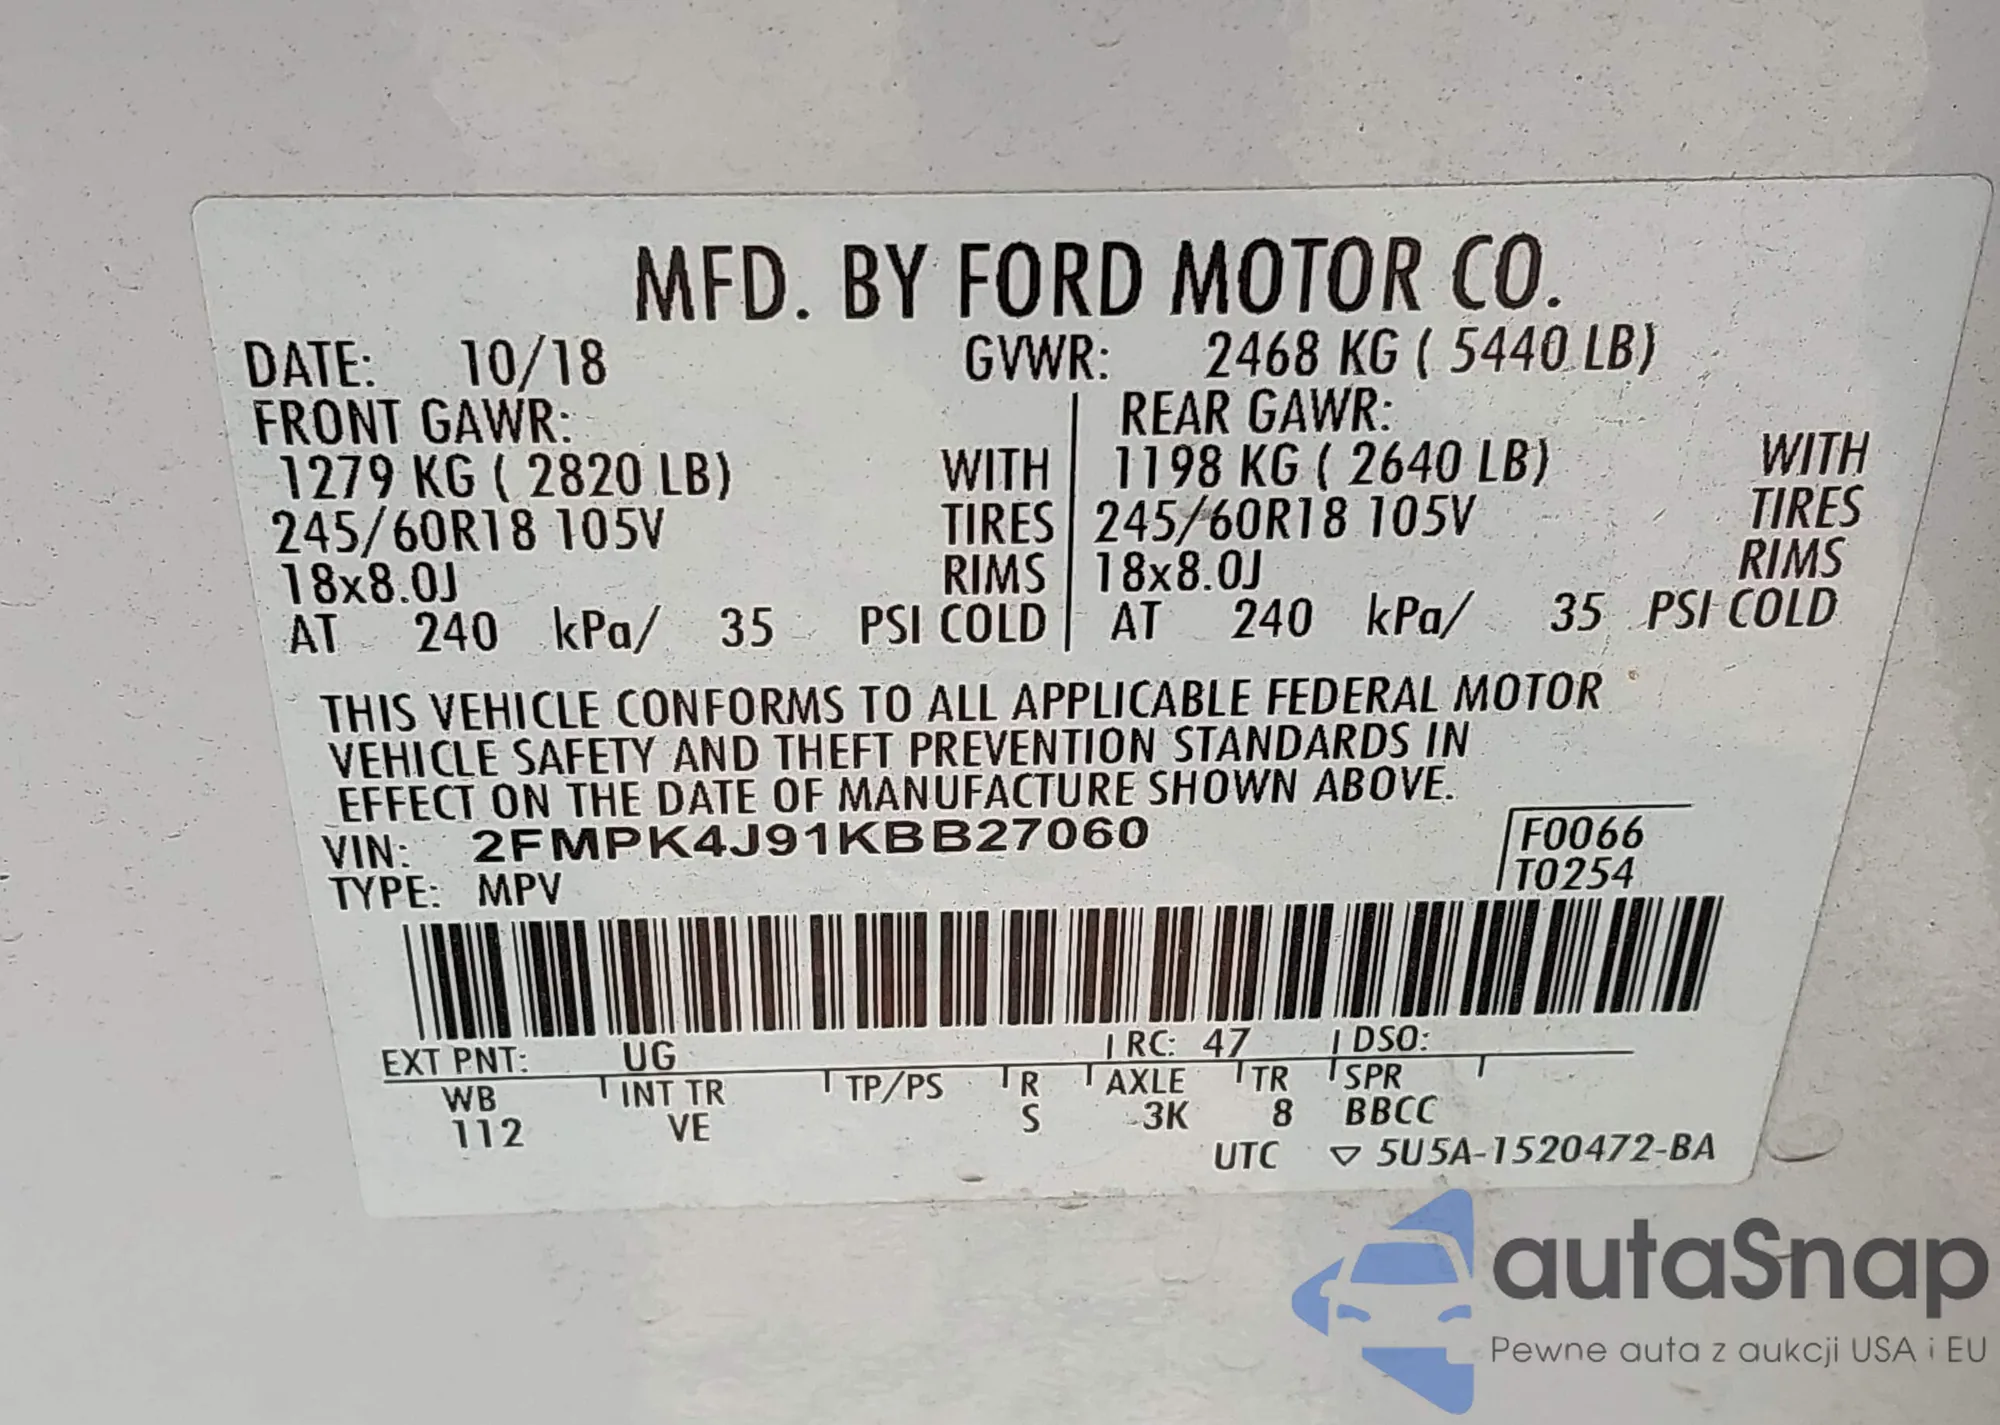 MFD. BY FORD MOTOR CO.
DATE: 10/18 GVWR: 2468 KG ( 5440 LB)
FRONT GAWR: REAR GAWR:
1279 KG ( 2820 LB) WITH 1198 KG ( 2640 LB) WITH
245/60R18 105V TIRES 245/60R18 105V TIRES
18x8.0J RIMS 18x8.0J RIMS
AT 240 kPa/ 35 PSI COLD AT 240 kPa/ 35 PSI COLD
THIS VEHICLE CONFORMS TO ALL APPLICABLE FEDERAL MOTOR
VEHICLE SAFETY AND THEFT PREVENTION STANDARDS IN
EFFECT ON THE DATE OF MANUFACTURE SHOWN ABOVE.
VIN: 2FMPK4J91KBB27060 F0066
TYPE: MPV T0254
EXT PNT: UG RC: 47 DSO:
WB INT TR TP/PS R AXLE TR SPR
112 VE S 3K 8 BBCC
UTC ▽ 5U5A-1520472-BA
autaSnap
Pewne auta z aukcji USA i EU